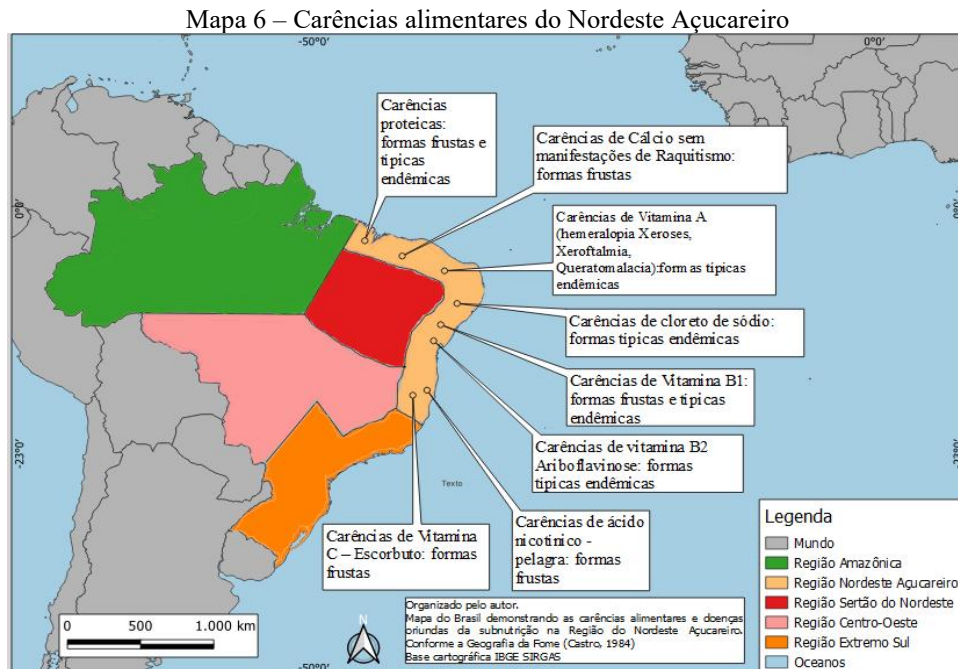 Mapa 6 – Carências alimentares do Nordeste Açucareiro
-50°0'
0°0'
Carências
proteicas:
formas frustas e
típicas
endêmicas
Carências de Cálcio sem
manifestações de Raquitismo:
formas frustas
0°0'
0°0'
Carências de Vitamina A
(hemeralopia Xeroses,
Xeroftalmia,
Queratomalacia):formas típicas
endêmicas
Carências de cloreto de sódio:
formas típicas endêmicas
Carências de Vitamina B1:
formas frustas e típicas
endêmicas
-23°0'
-23°0'
Carências de vitamina B2
Ariboflavinose: formas
típicas endêmicas
Texto
Carências de Vitamina
C – Escorbuto: formas
frustas
Carências de ácido
nicotínico -
pelagra: formas
frustas
Legenda
Mundo
Região Amazônica
Região Nordeste Açucareiro
Região Sertão do Nordeste
Região Centro-Oeste
Região Extremo Sul
Oceanos
0 500 1.000 km
N
Organizado pelo autor.
Mapa do Brasil demonstrando as carências alimentares e doenças
oriundas da subnutrição na Região do Nordeste Açucareiro.
Conforme a Geografia da Fome (Castro, 1984)
Base cartográfica IBGE SIRGAS
-50°0'